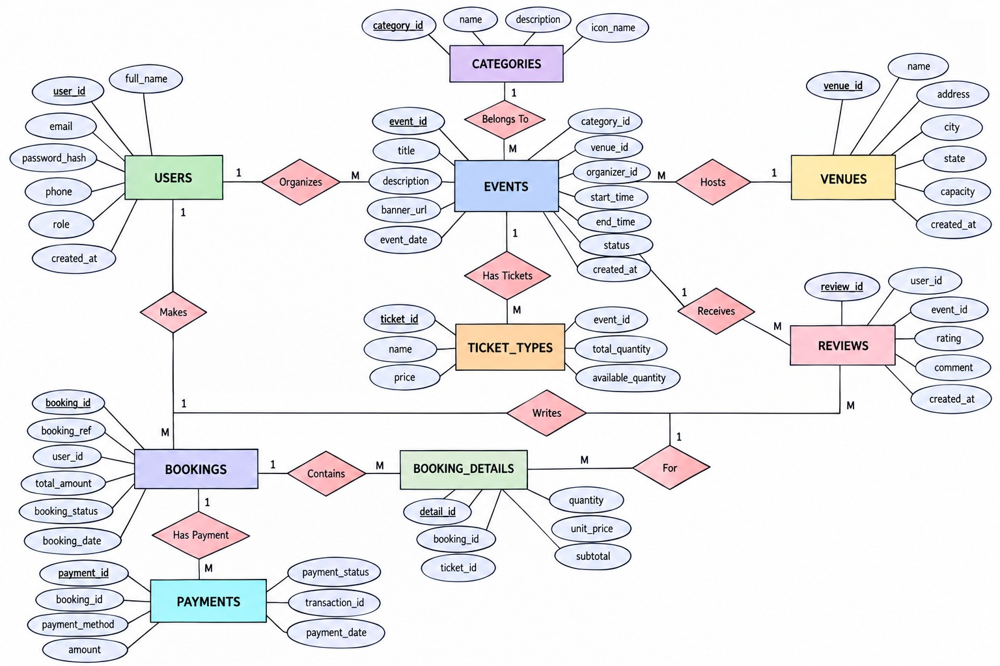 category_id
name
description
icon_name
CATEGORIES
1
Belongs To
M
user_id
full_name
email
password_hash
phone
role
created_at
USERS
1
Organizes
M
1
event_id
title
description
banner_url
event_date
EVENTS
category_id
venue_id
organizer_id
start_time
end_time
status
created_at
M
Hosts
1
venue_id
name
address
city
state
capacity
created_at
VENUES
1
Has Tickets
M
1
Receives
M
Makes
ticket_id
name
price
TICKET_TYPES
event_id
total_quantity
available_quantity
review_id
user_id
event_id
rating
comment
created_at
REVIEWS
1
Writes
M
M
booking_id
booking_ref
user_id
total_amount
booking_status
booking_date
BOOKINGS
1
Contains
M
BOOKING_DETAILS
M
1
For
detail_id
booking_id
ticket_id
quantity
unit_price
subtotal
1
Has Payment
M
payment_id
booking_id
payment_method
amount
PAYMENTS
payment_status
transaction_id
payment_date